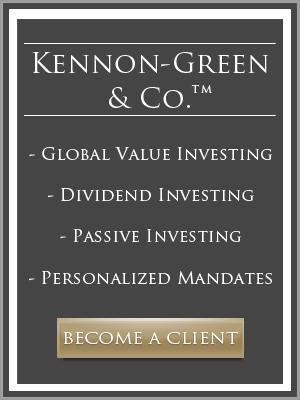 Kennon-Green
& Co.™
- Global Value Investing
- Dividend Investing
- Passive Investing
- Personalized Mandates
BECOME A CLIENT